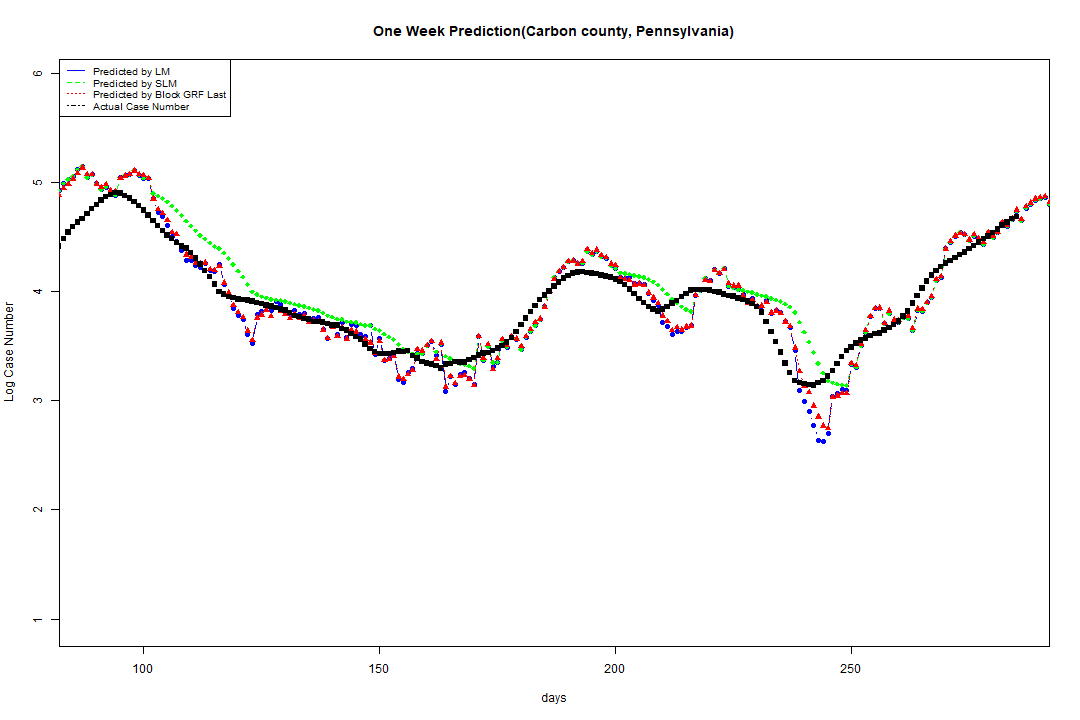 One Week Prediction(Carbon county, Pennsylvania)
Predicted by LM
Predicted by SLM
Predicted by Block GRF Last
Actual Case Number
6
5
4
3
2
1
Log Case Number
100 150 200 250
days